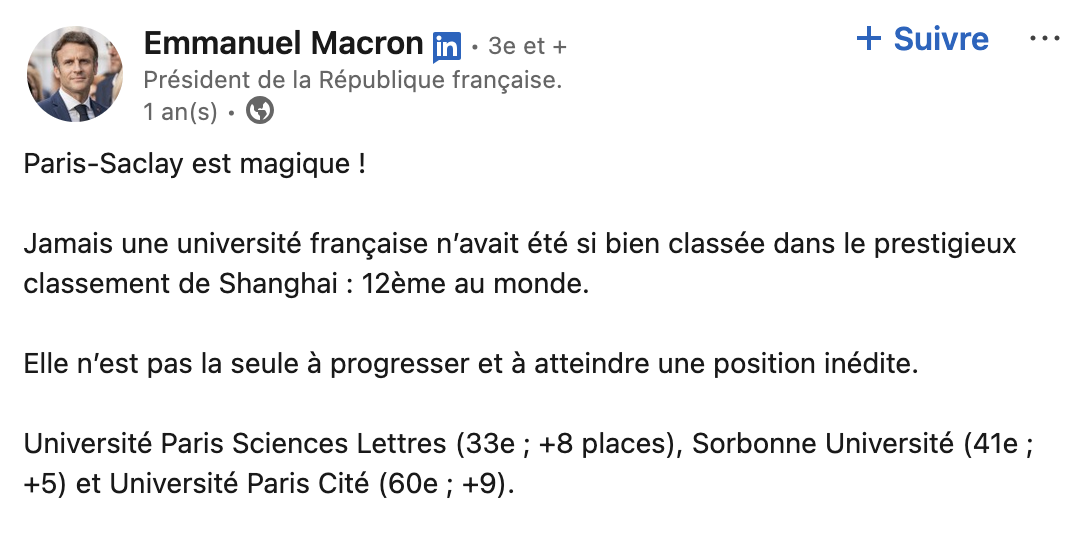 Emmanuel Macron in • 3e et +
+ Suivre ...
Président de la République française.
1 an(s) •
Paris-Saclay est magique !
Jamais une université française n’avait été si bien classée dans le prestigieux
classement de Shanghai : 12ème au monde.
Elle n’est pas la seule à progresser et à atteindre une position inédite.
Université Paris Sciences Lettres (33e ; +8 places), Sorbonne Université (41e ;
+5) et Université Paris Cité (60e ; +9).